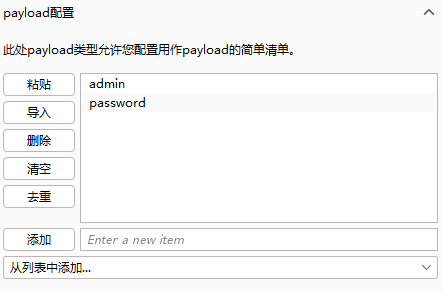 payload配置
此处payload类型允许您配置用作payload的简单清单。
粘贴
导入
删除
清空
去重
admin
password
添加
Enter a new item
从列表中添加...